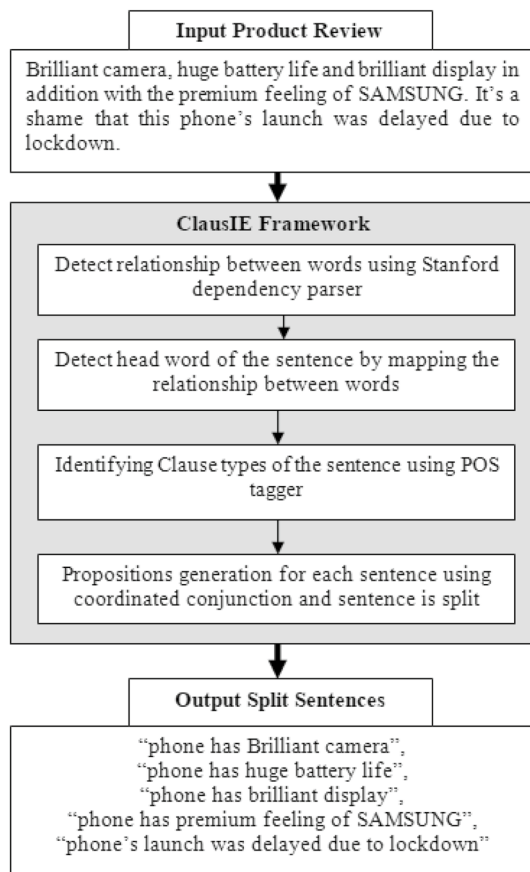 Input Product Review
Brilliant camera, huge battery life and brilliant display in
addition with the premium feeling of SAMSUNG. It's a
shame that this phone's launch was delayed due to
lockdown.
ClausIE Framework
Detect relationship between words using Stanford
dependency parser
Detect head word of the sentence by mapping the
relationship between words
Identifying Clause types of the sentence using POS
tagger
Propositions generation for each sentence using
coordinated conjunction and sentence is split
Output Split Sentences
“phone has Brilliant camera”,
“phone has huge battery life”,
“phone has brilliant display”,
“phone has premium feeling of SAMSUNG”,
“phone’s launch was delayed due to lockdown”